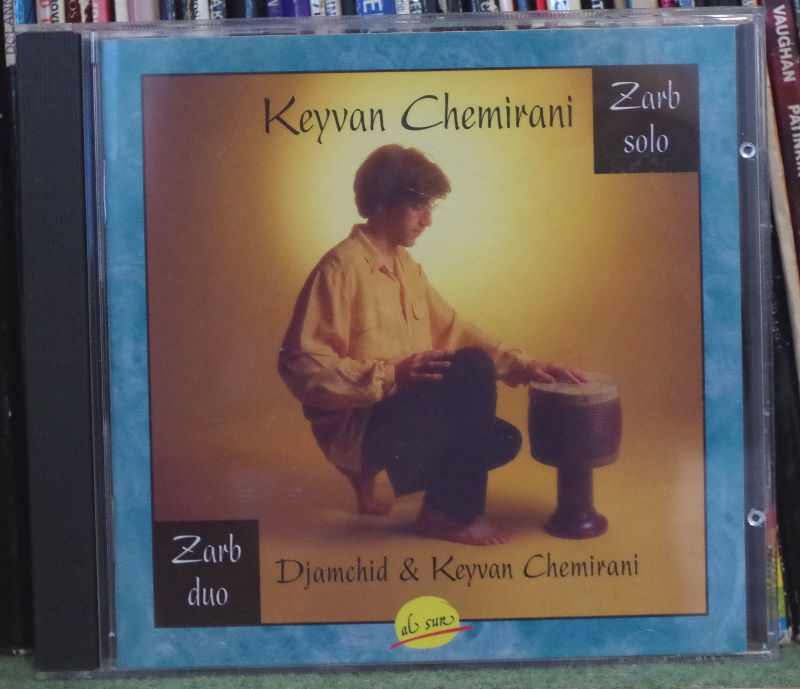 Keyvan Chemirani
Zarb
solo
Zarb
duo
Djamchid & Keyvan Chemirani
al sur
VAUGHAN